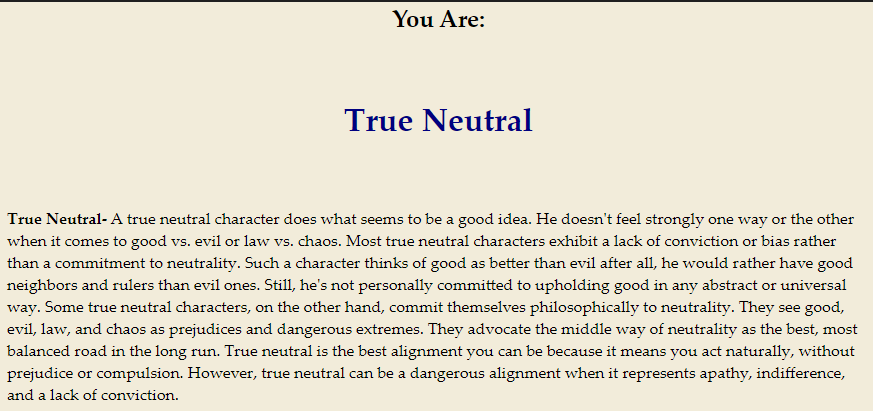 You Are:
True Neutral
True Neutral- A true neutral character does what seems to be a good idea. He doesn't feel strongly one way or the other
when it comes to good vs. evil or law vs. chaos. Most true neutral characters exhibit a lack of conviction or bias rather
than a commitment to neutrality. Such a character thinks of good as better than evil after all, he would rather have good
neighbors and rulers than evil ones. Still, he's not personally committed to upholding good in any abstract or universal
way. Some true neutral characters, on the other hand, commit themselves philosophically to neutrality. They see good,
evil, law, and chaos as prejudices and dangerous extremes. They advocate the middle way of neutrality as the best, most
balanced road in the long run. True neutral is the best alignment you can be because it means you act naturally, without
prejudice or compulsion. However, true neutral can be a dangerous alignment when it represents apathy, indifference,
and a lack of conviction.